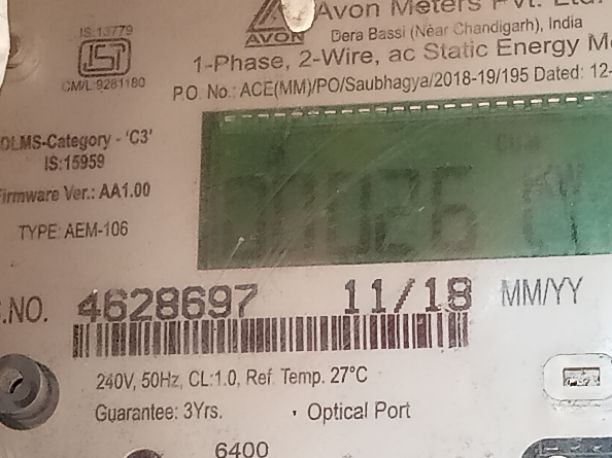 IS:13779
ISI
CM/L:9281180
AVON
Avon Meters Pvt. Ltd.
Dera Bassi (Near Chandigarh), India
1-Phase, 2-Wire, ac Static Energy
P.O. No.: ACE(MM)/PO/Saubhagya/2018-19/195 Dated: 12-
DLMS-Category - 'C3'
IS:15959
Firmware Ver.: AA1.00
TYPE: AEM-106
.NO. 4628697 11/18 MM/YY
240V, 50Hz, CL:1.0, Ref. Temp. 27°C
Guarantee: 3Yrs. Optical Port
6400